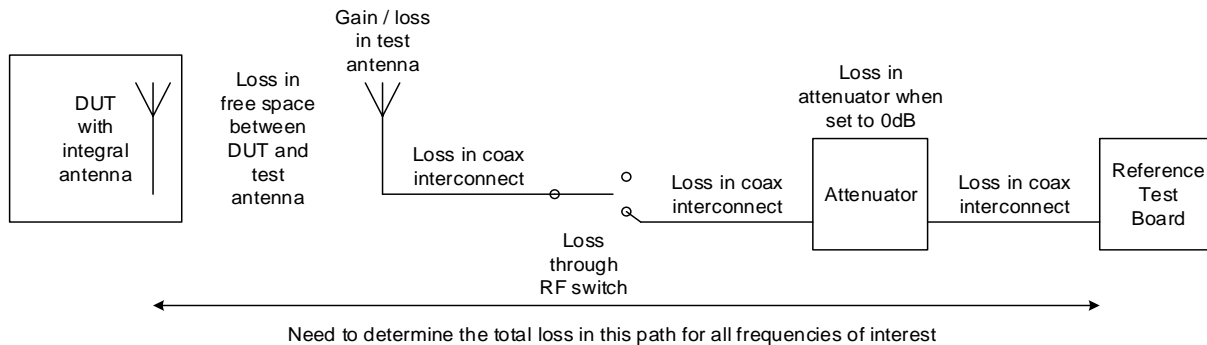 DUT
with
integral
antenna
Loss in
free space
between
DUT and
test
antenna
Gain / loss
in test
antenna
Loss in coax
interconnect
Loss
through
RF switch
Loss in coax
interconnect
Loss in
attenuator when
set to 0dB
Attenuator
Loss in coax
interconnect
Reference
Test
Board
Need to determine the total loss in this path for all frequencies of interest